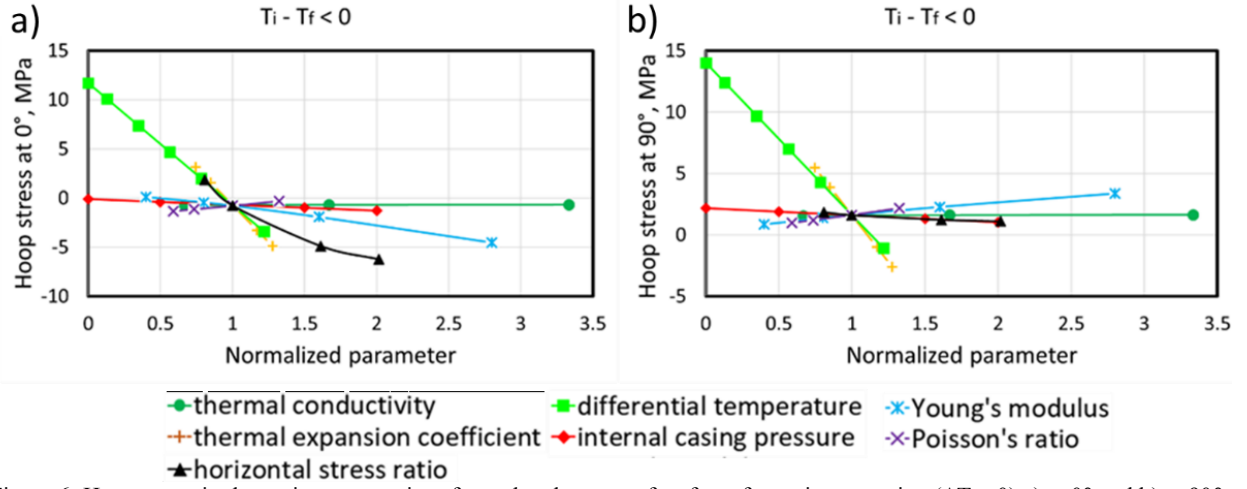 a)
Ti - Tf < 0
Hoop stress at 0°, MPa
15
10
5
0
-5
-10
0 0.5 1 1.5 2 2.5 3 3.5
Normalized parameter
b)
Ti - Tf < 0
Hoop stress at 90°, MPa
15
10
5
0
-5
0 0.5 1 1.5 2 2.5 3 3.5
Normalized parameter
thermal conductivity
differential temperature
Young's modulus
thermal expansion coefficient
internal casing pressure
Poisson's ratio
horizontal stress ratio